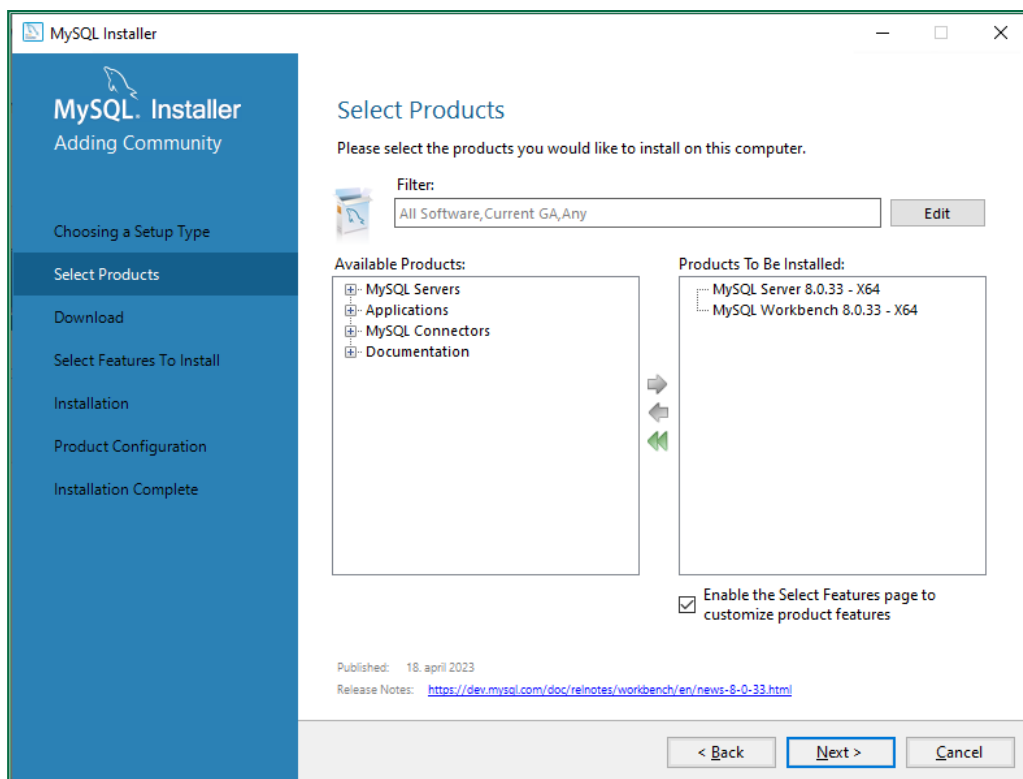 MySQL Installer
MySQL. Installer
Adding Community
Choosing a Setup Type
Select Products
Download
Select Features To Install
Installation
Product Configuration
Installation Complete
Select Products
Please select the products you would like to install on this computer.
Filter:
All Software,Current GA,Any
Edit
Available Products:
MySQL Servers
Applications
MySQL Connectors
Documentation
Products To Be Installed:
MySQL Server 8.0.33 - X64
MySQL Workbench 8.0.33 - X64
Enable the Select Features page to
customize product features
Published: 18. april 2023
Release Notes: https://dev.mysql.com/doc/relnotes/workbench/en/news-8-0-33.html
< Back
Next >
Cancel